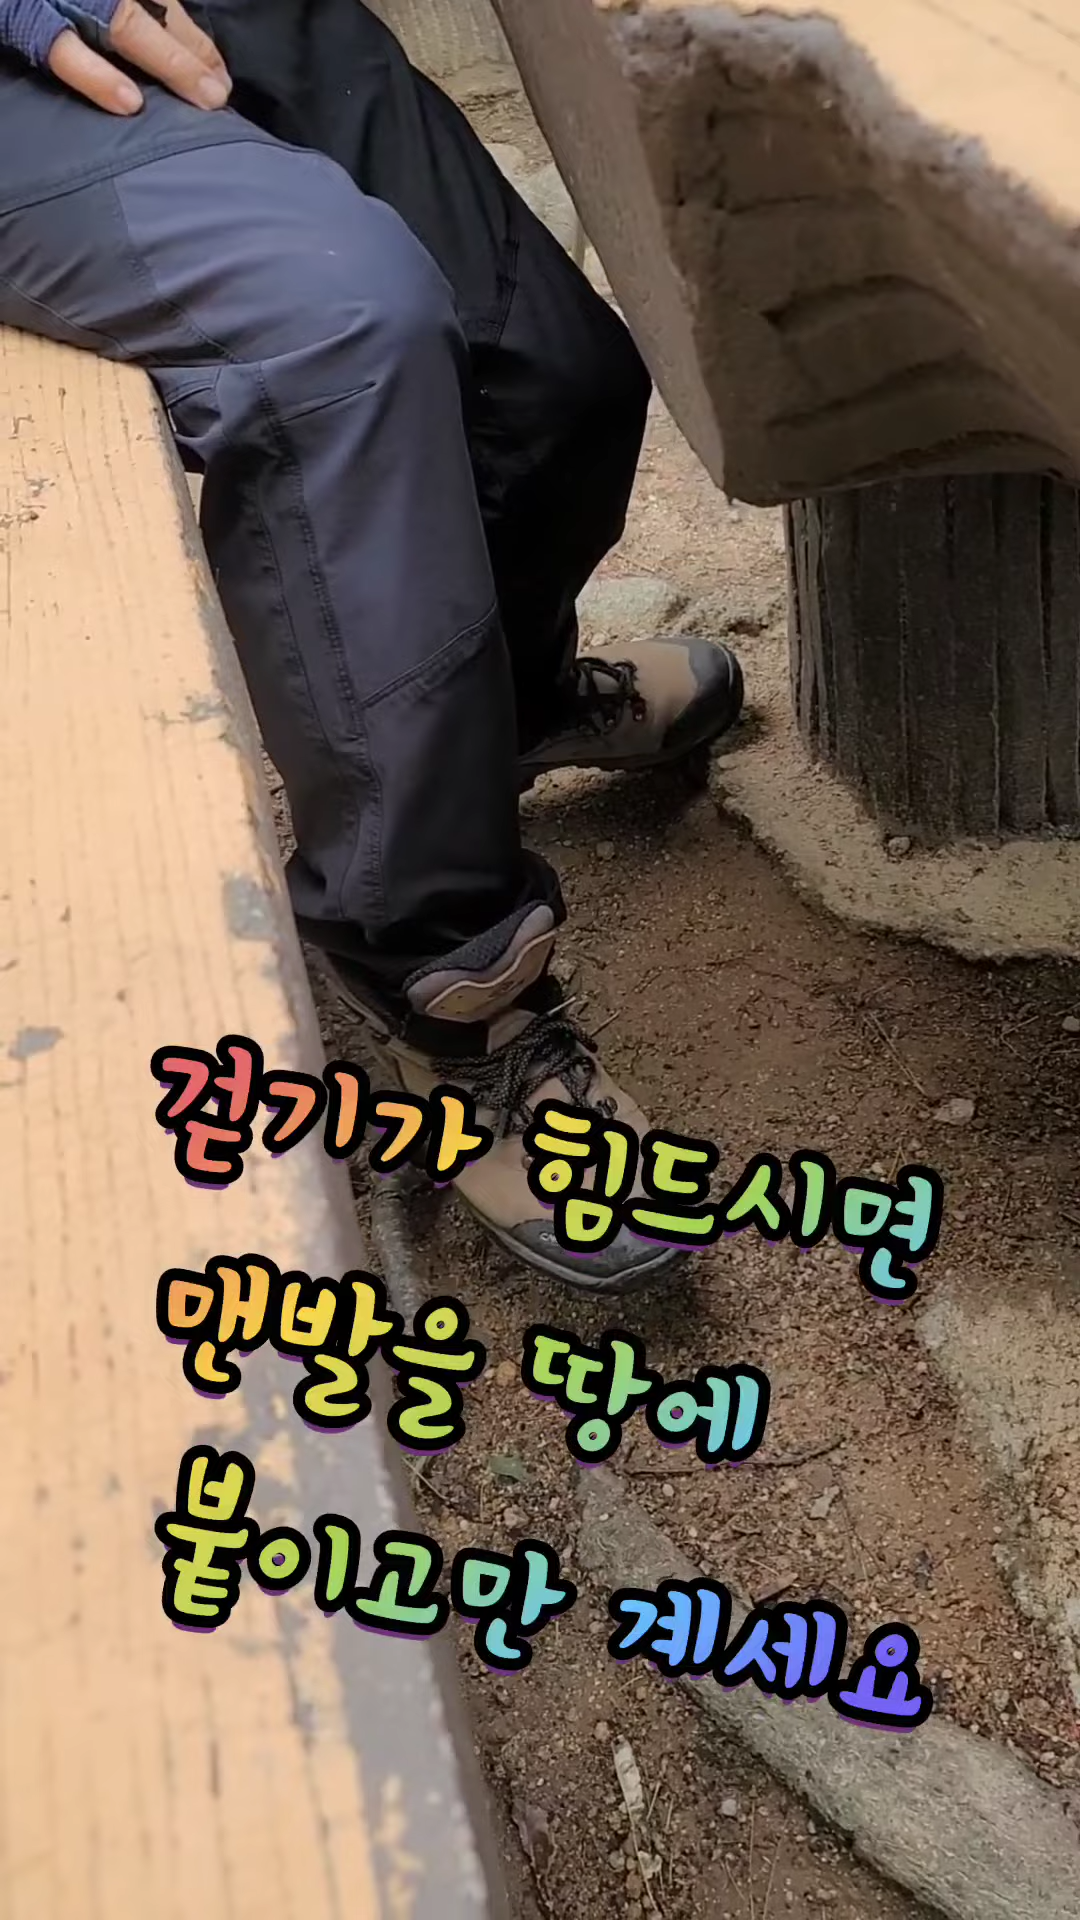 걷기가 힘드시면
맨발을 땅에
붙이고만 계세요